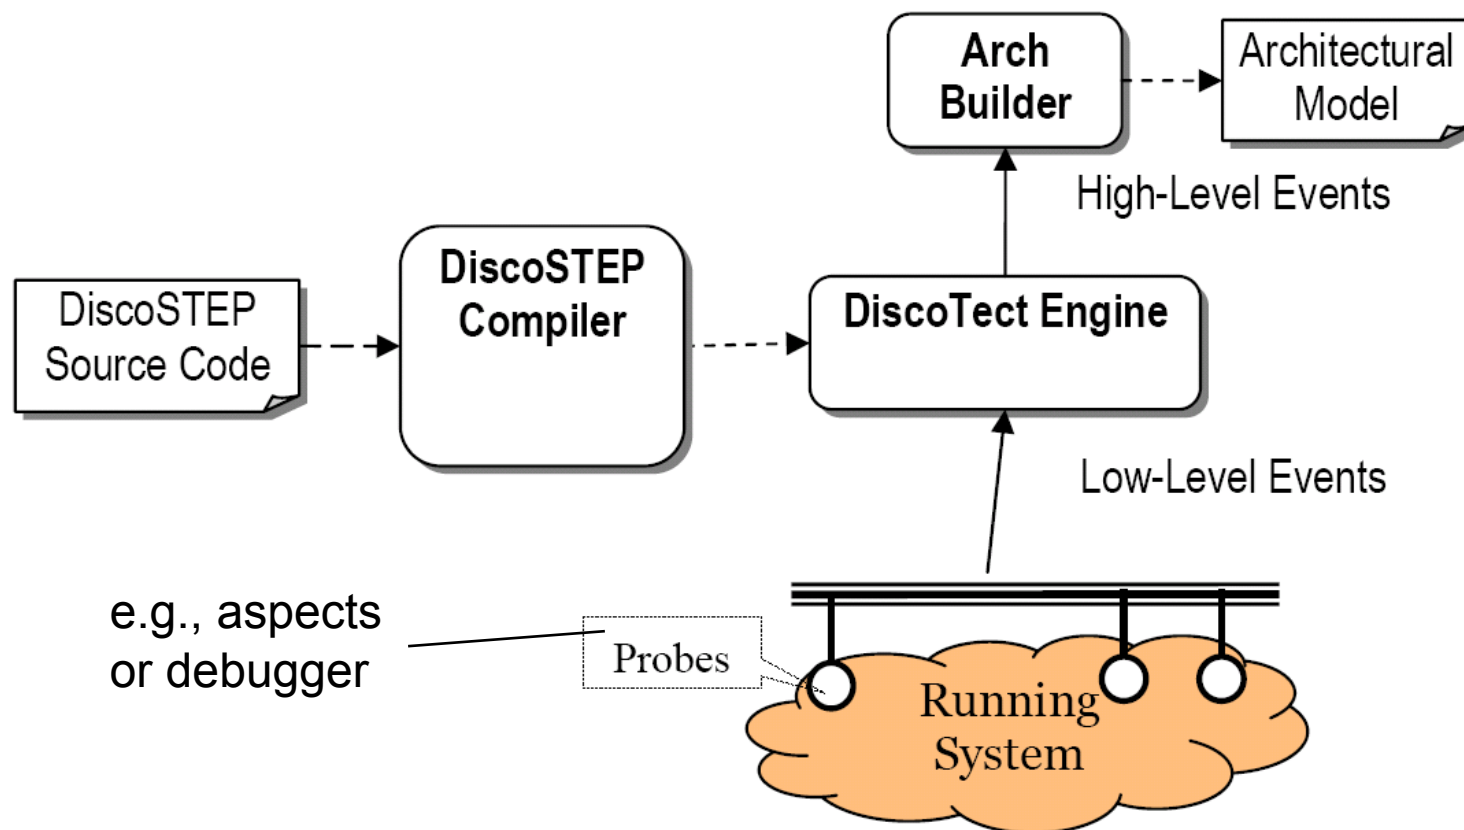 Arch
Builder
Architectural
Model
High-Level Events
DiscoSTEP
Source Code
DiscoSTEP
Compiler
DiscoTect Engine
Low-Level Events
e.g., aspects
or debugger
Probes
Running
System